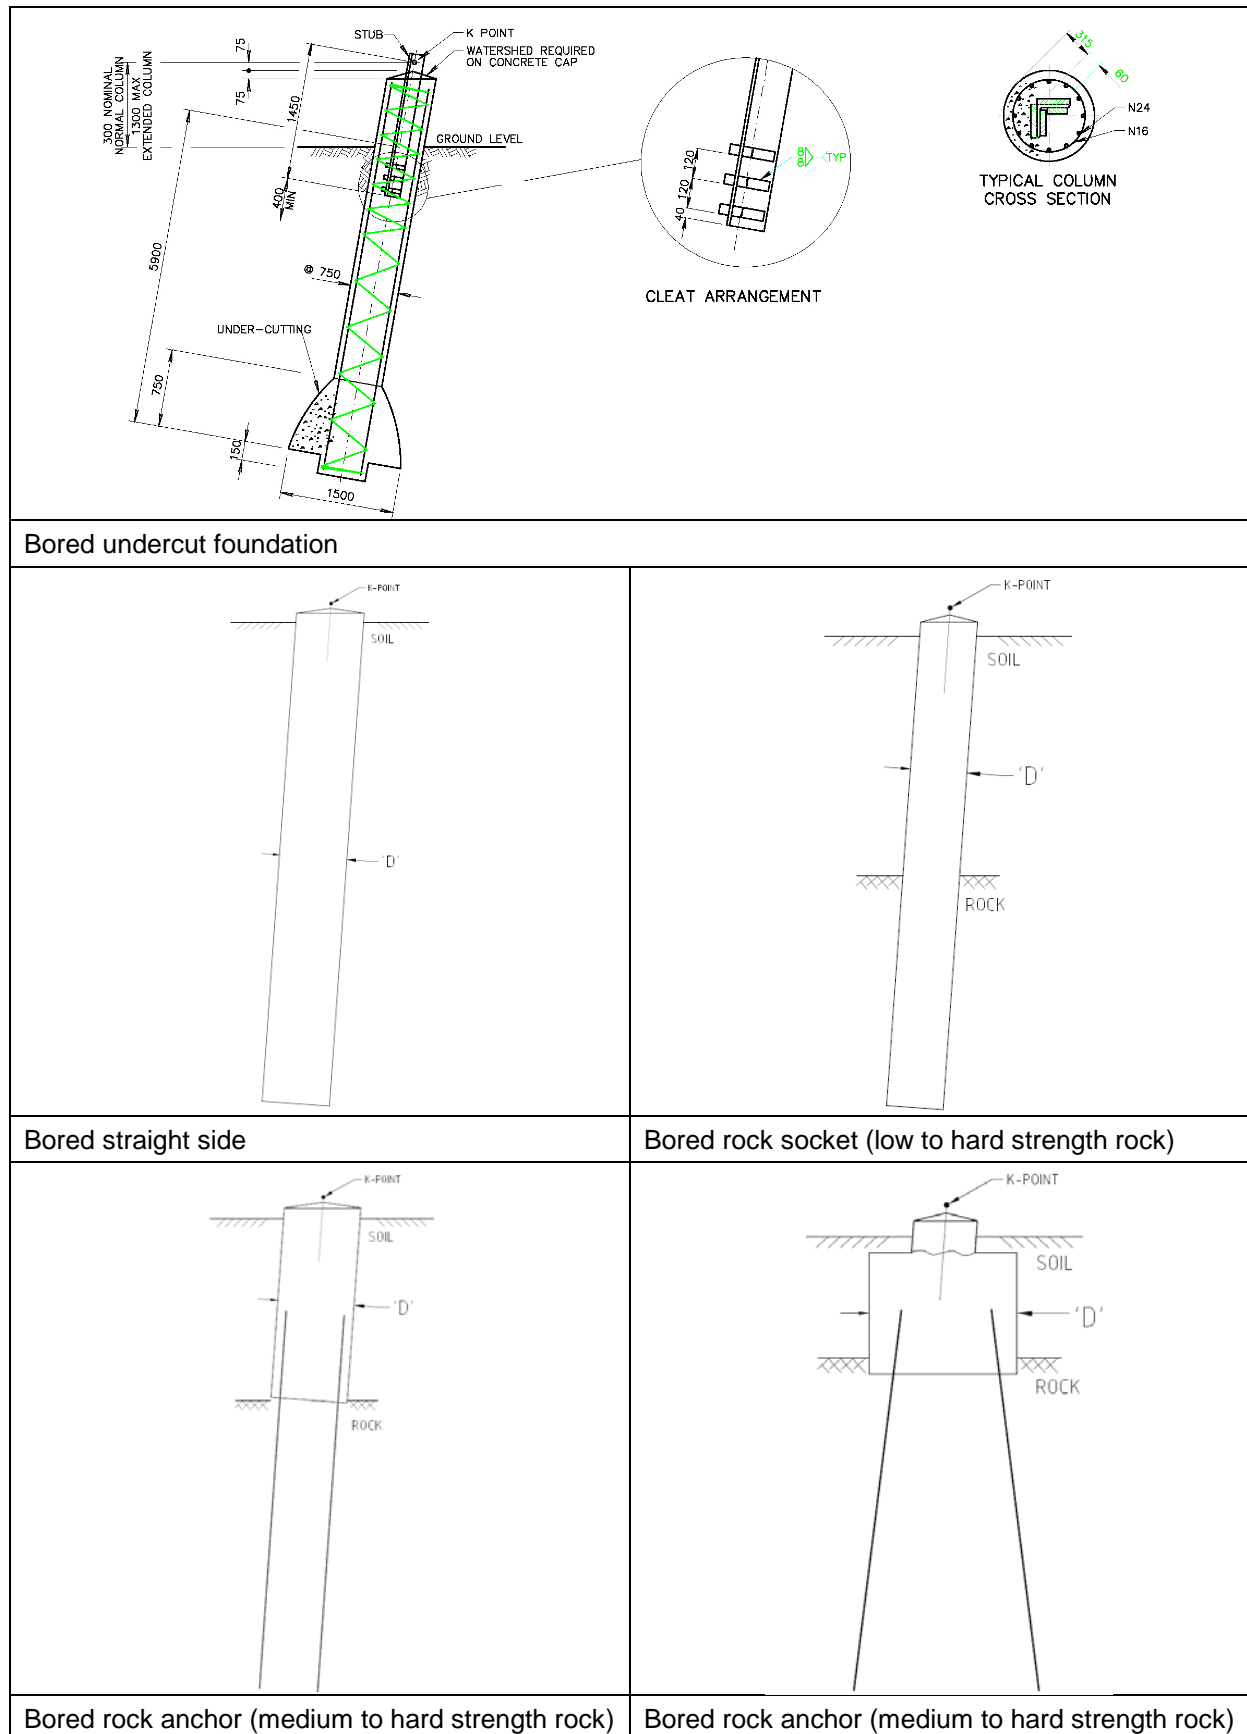 STUB
K POINT
WATERSHED REQUIRED
ON CONCRETE CAP
75
75
300 NOMINAL
NORMAL COLUMN
1300 MAX
EXTENDED COLUMN
1450
GROUND LEVEL
400
MIN
5900
@ 750
UNDER-CUTTING
750
150
1500
120
120
40
8
8
TYP
CLEAT ARRANGEMENT
315
60
N24
N16
TYPICAL COLUMN
CROSS SECTION
Bored undercut foundation
K-POINT
SOIL
'D'
K-POINT
SOIL
'D'
ROCK
Bored straight side
Bored rock socket (low to hard strength rock)
K-POINT
SOIL
'D'
ROCK
K-POINT
SOIL
'D'
ROCK
Bored rock anchor (medium to hard strength rock)
Bored rock anchor (medium to hard strength rock)